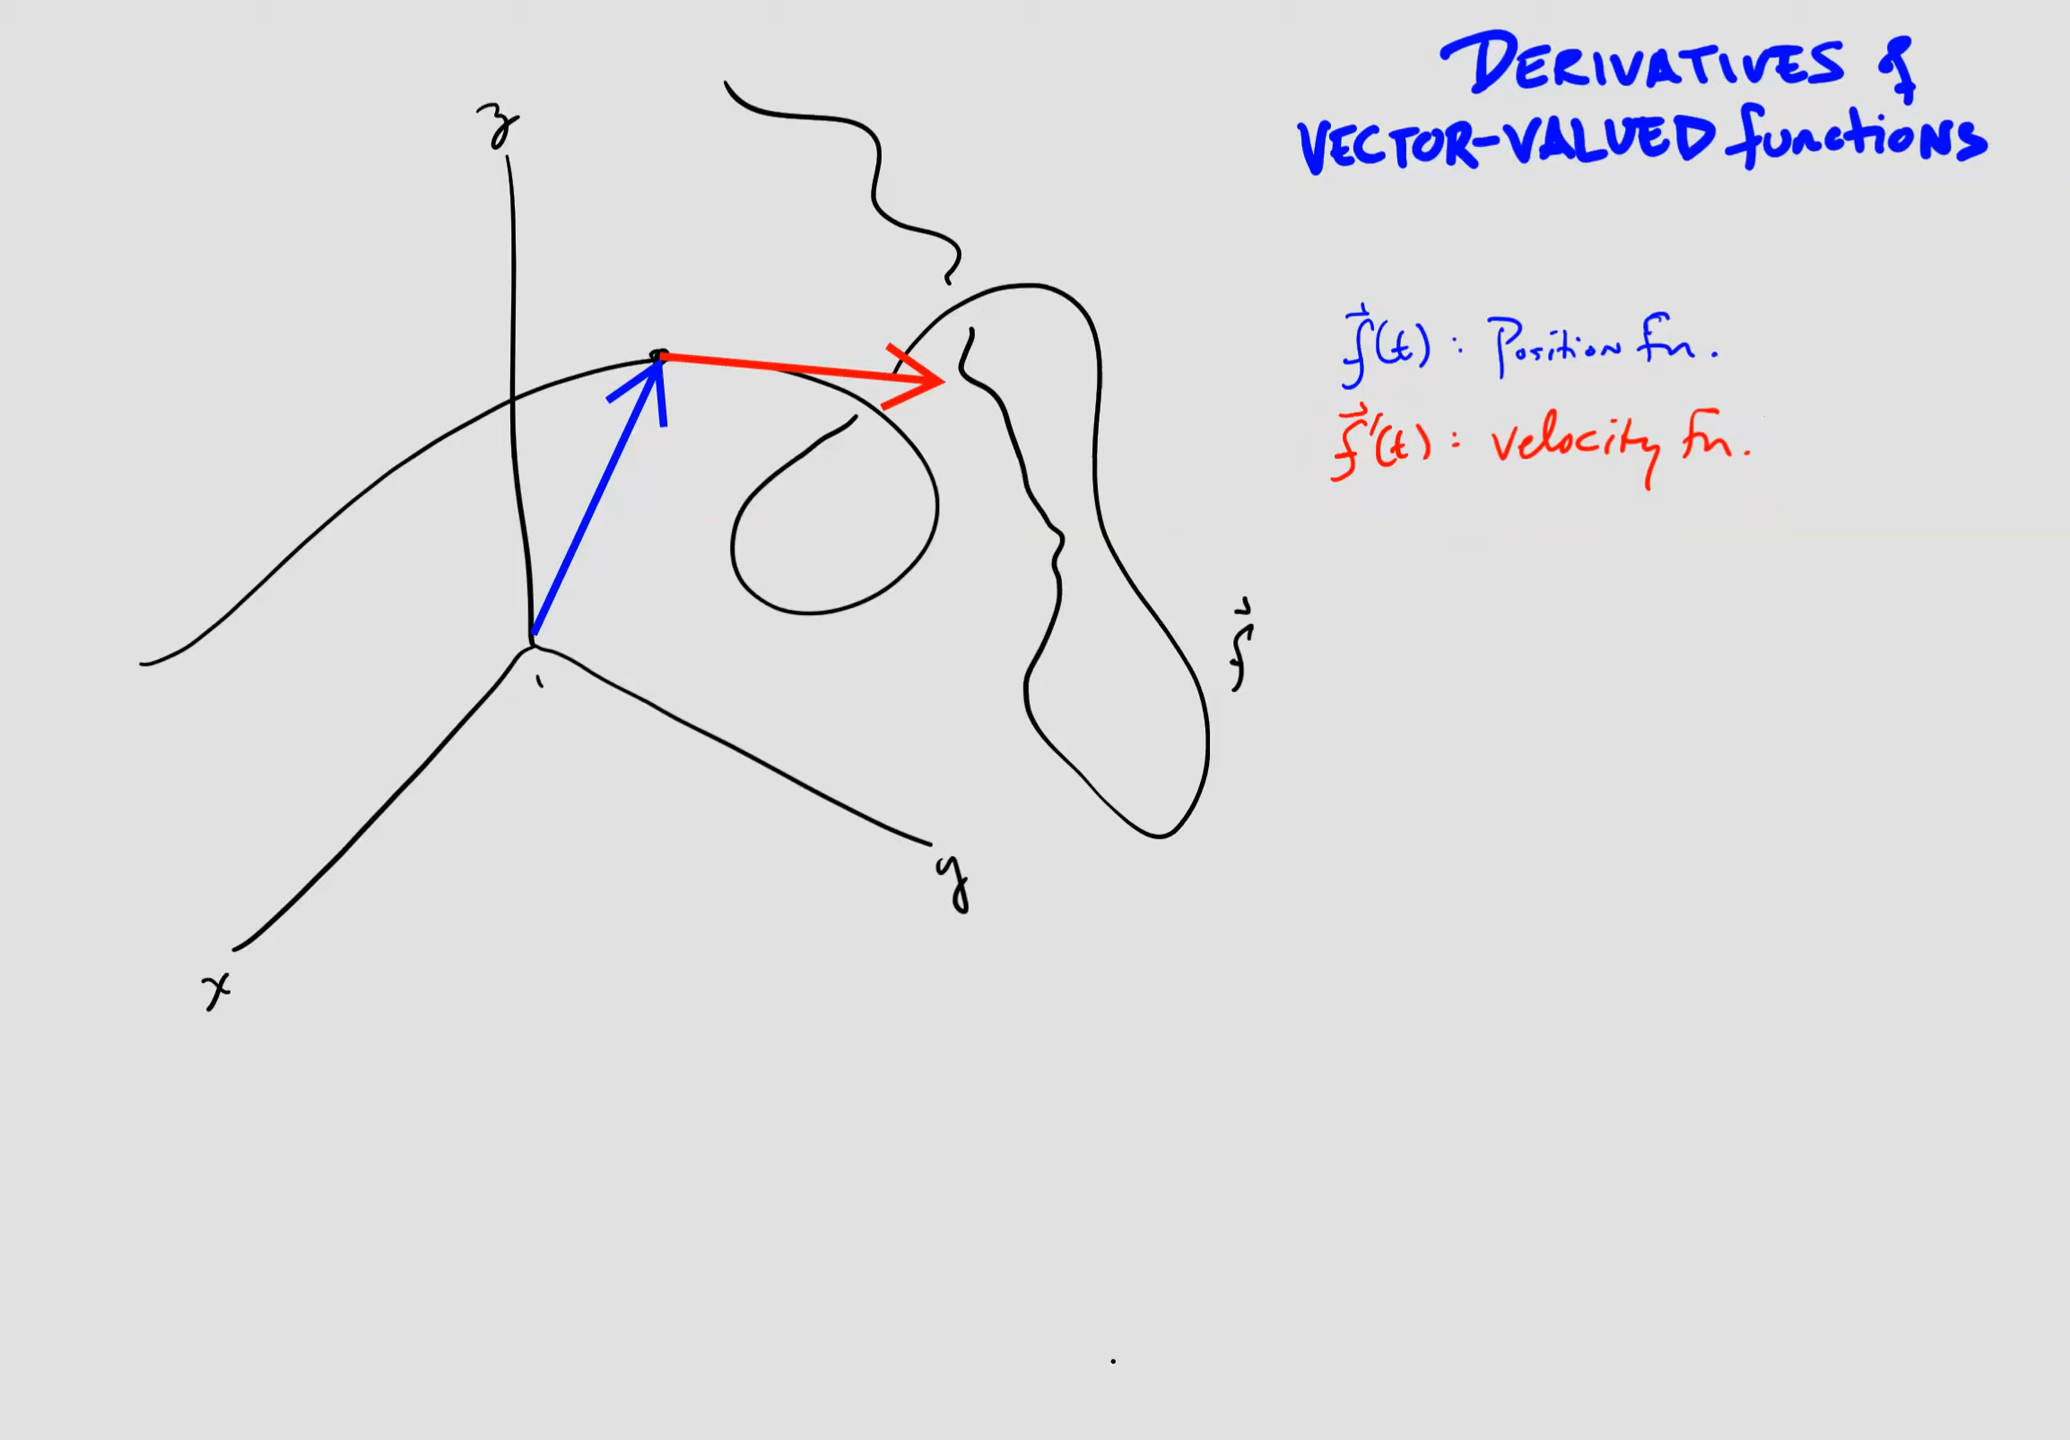 DERIVATIVES of
VECTOR-VALUED functions
z
f⃗(t) : Position fn.
f⃗'(t) : velocity fn.
f⃗
y
x